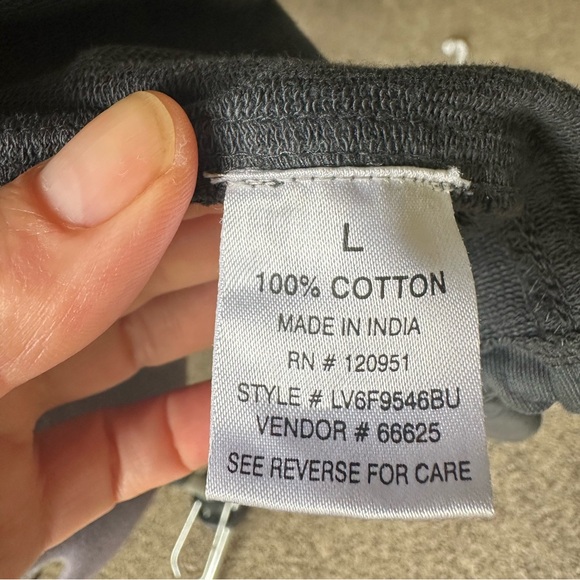 L
100% COTTON
MADE IN INDIA
RN # 120951
STYLE # LV6F9546BU
VENDOR # 66625
SEE REVERSE FOR CARE